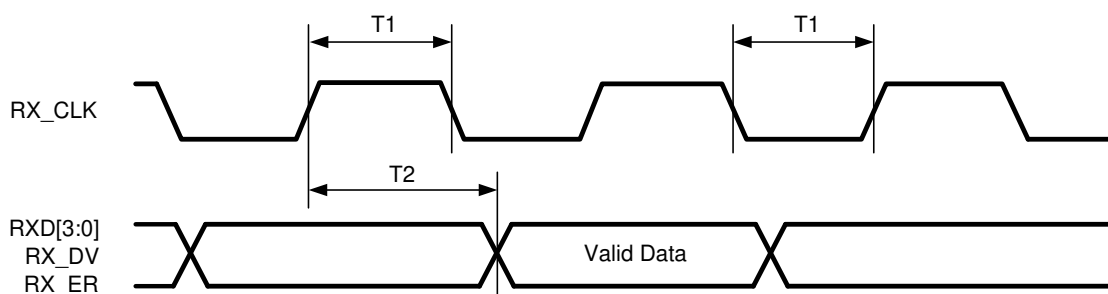 T1
T1
RX_CLK
T2
RXD[3:0]
RX_DV
Valid Data
RX_ER